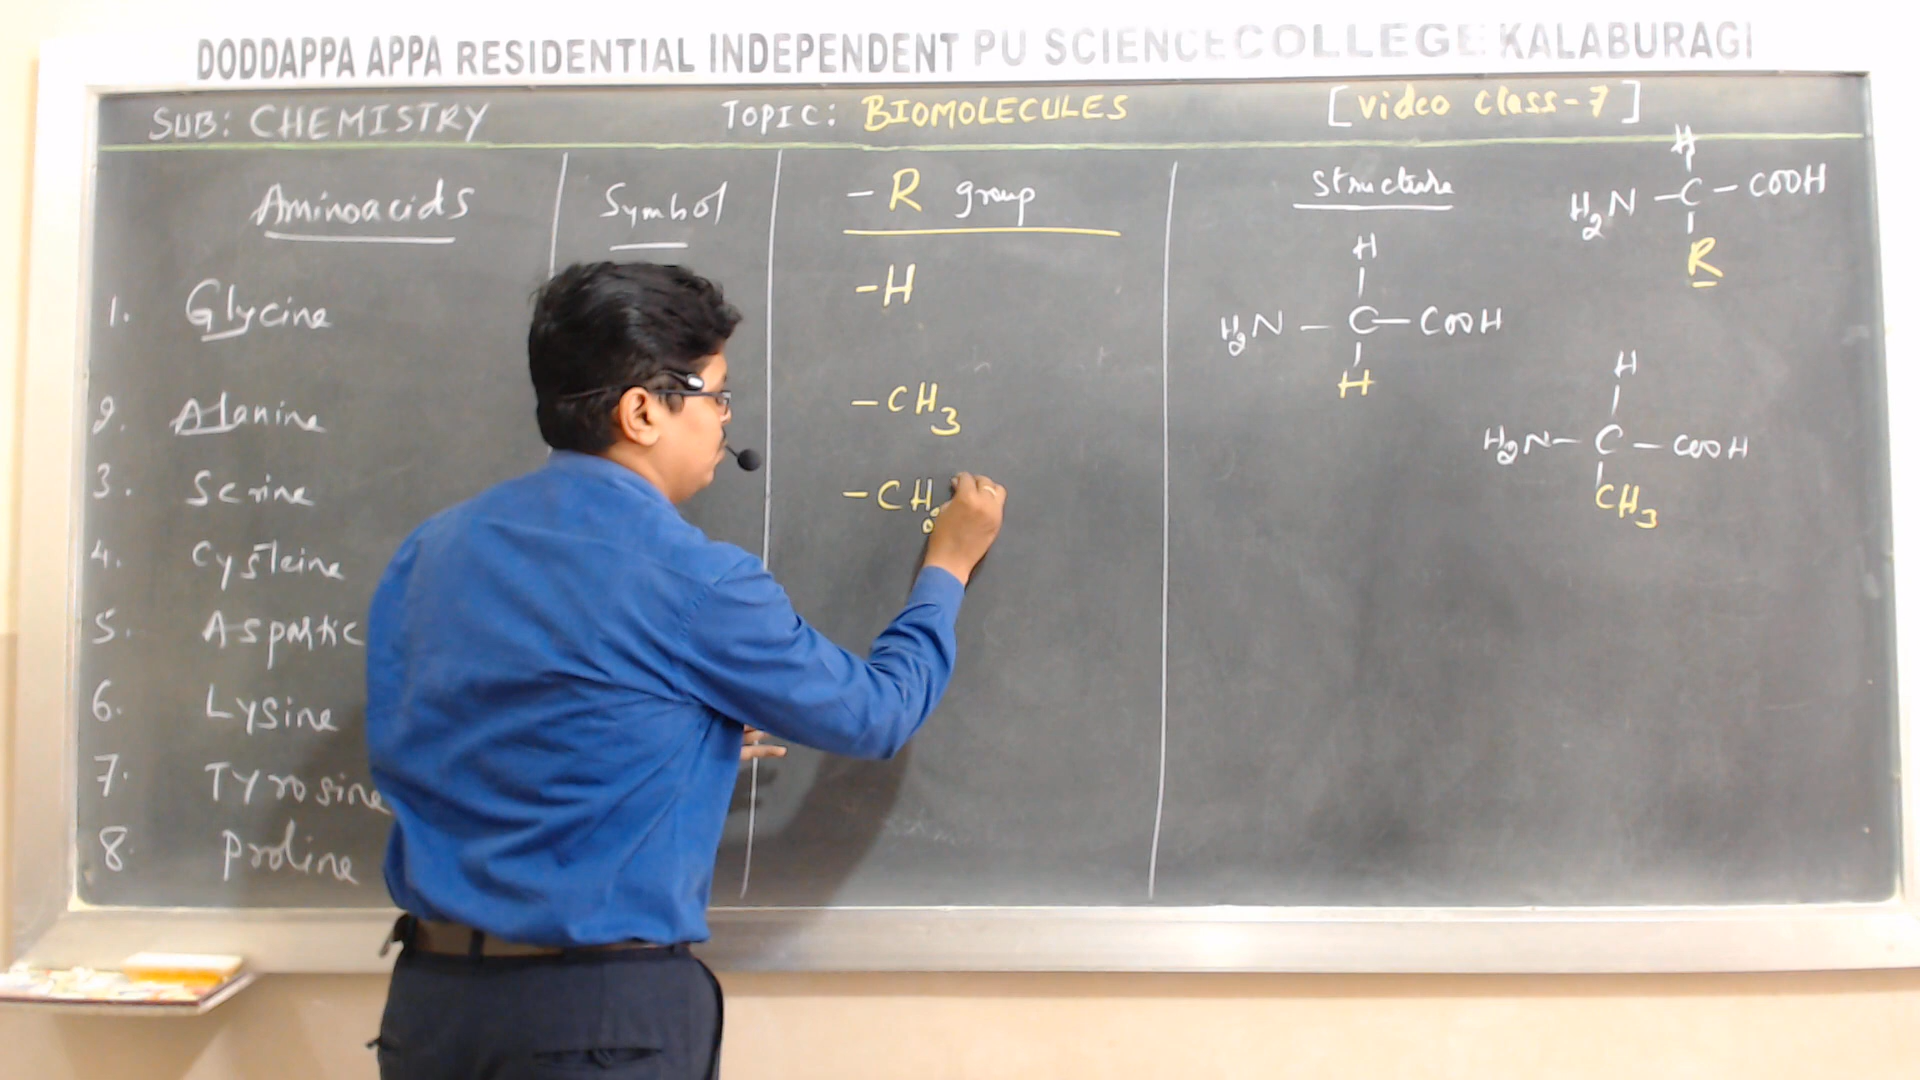 DODDAPPA APPA RESIDENTIAL INDEPENDENT PU SCIENCE COLLEGE KALABURAGI
SUB: CHEMISTRY TOPIC: BIOMOLECULES [Video Class-7]
Aminoacids Symbol -R group Structure
H
H₂N - C - COOH
R
1. Glycine -H
H
H₂N - C - COOH
H
2. Alanine -CH₃
H
H₂N - C - COOH
CH₃
3. Serine -CH₂
4. Cysteine
5. Aspartic
6. Lysine
7. Tyrosine
8. Proline